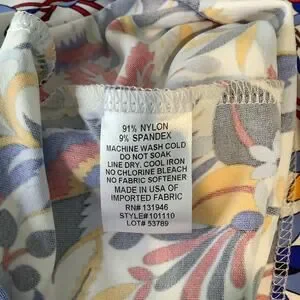 91% NYLON
9% SPANDEX
MACHINE WASH COLD
DO NOT SOAK
LINE DRY. COOL IRON
NO CHLORINE BLEACH
NO FABRIC SOFTENER
MADE IN USA OF
IMPORTED FABRIC
RN# 131946
STYLE#101110
LOT# 53789